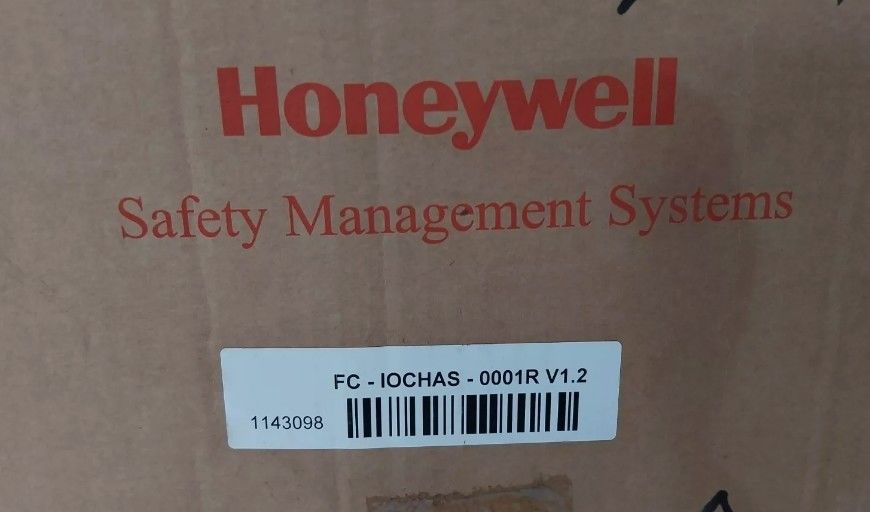 Honeywell
Safety Management Systems
FC - IOCHAS - 0001R V1.2
1143098